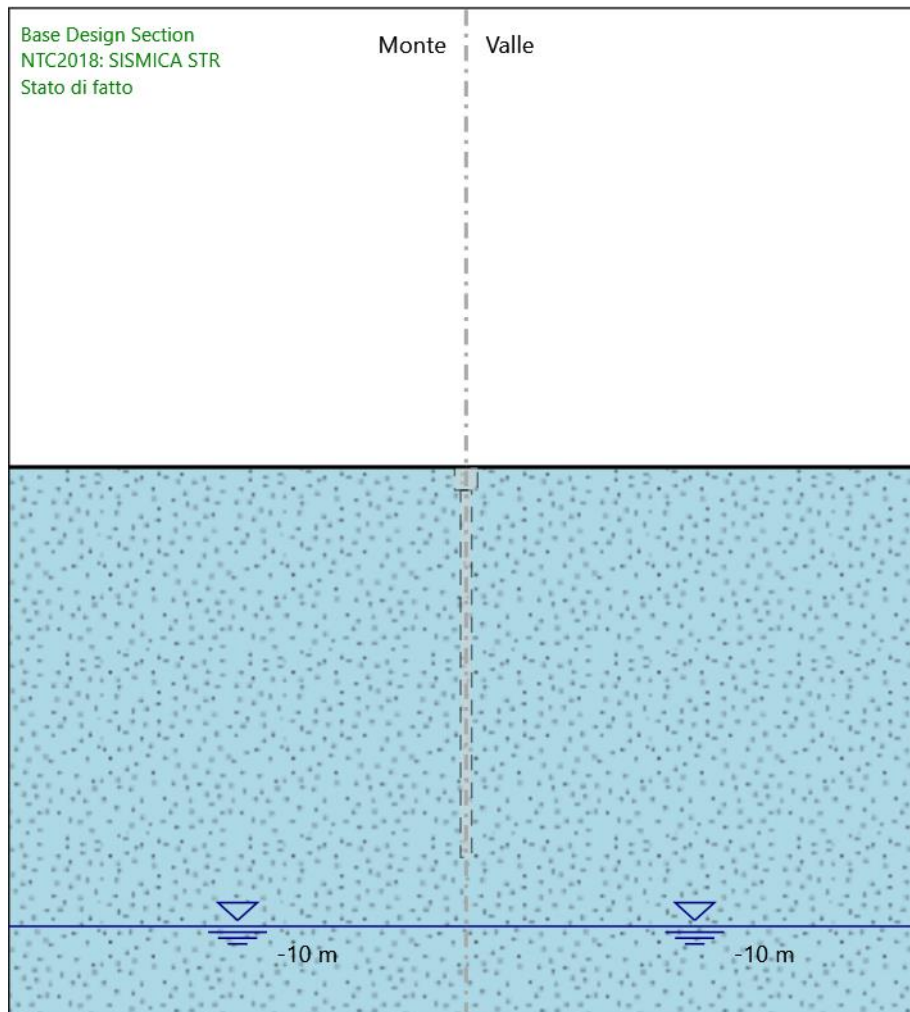 Base Design Section
NTC2018: SISMICA STR
Stato di fatto
Monte
Valle
-10 m
-10 m